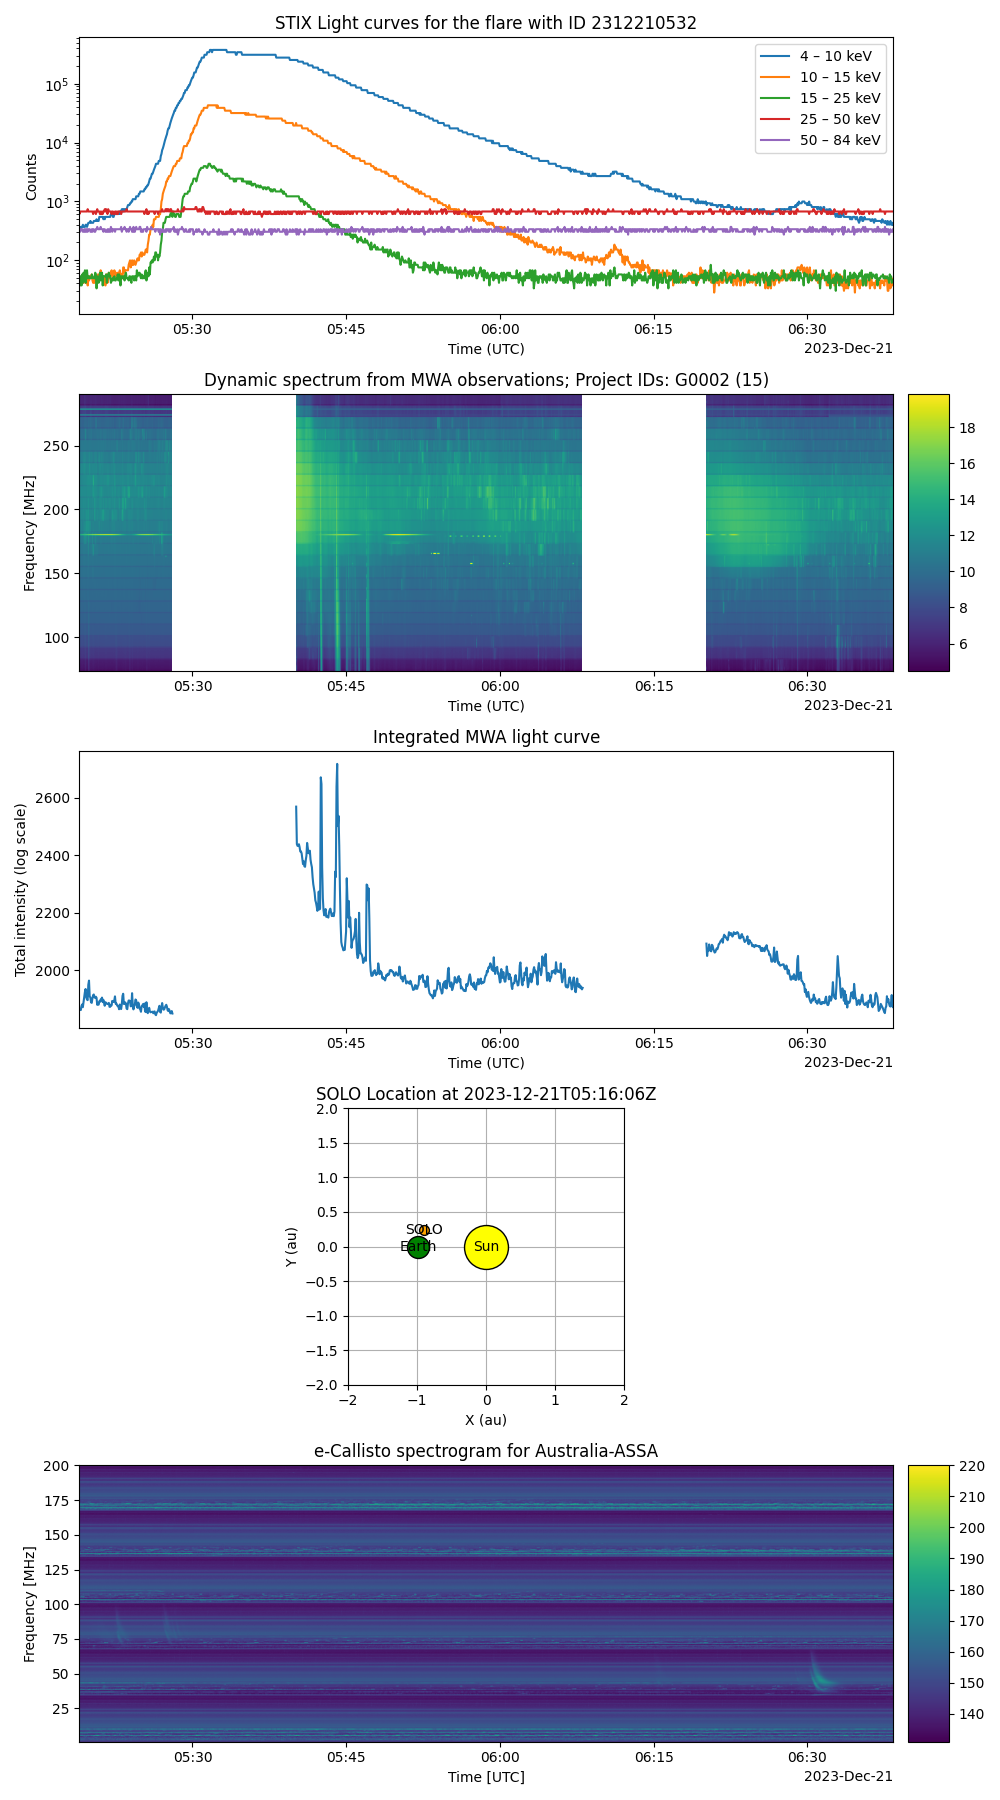 STIX Light curves for the flare with ID 2312210532
Counts
10⁵
10⁴
10³
10²
4 – 10 keV
10 – 15 keV
15 – 25 keV
25 – 50 keV
50 – 84 keV
05:30 05:45 06:00 06:15 06:30
Time (UTC)
2023-Dec-21
Dynamic spectrum from MWA observations; Project IDs: G0002 (15)
Frequency [MHz]
250
200
150
100
18
16
14
12
10
8
6
05:30 05:45 06:00 06:15 06:30
Time (UTC)
2023-Dec-21
Integrated MWA light curve
Total intensity (log scale)
2600
2400
2200
2000
05:30 05:45 06:00 06:15 06:30
Time (UTC)
2023-Dec-21
SOLO Location at 2023-12-21T05:16:06Z
Y (au)
2.0
1.5
1.0
0.5
0.0
−0.5
−1.0
−1.5
−2.0
SOLO
Earth
Sun
−2 −1 0 1 2
X (au)
e-Callisto spectrogram for Australia-ASSA
Frequency [MHz]
200
175
150
125
100
75
50
25
220
210
200
190
180
170
160
150
140
05:30 05:45 06:00 06:15 06:30
Time [UTC]
2023-Dec-21